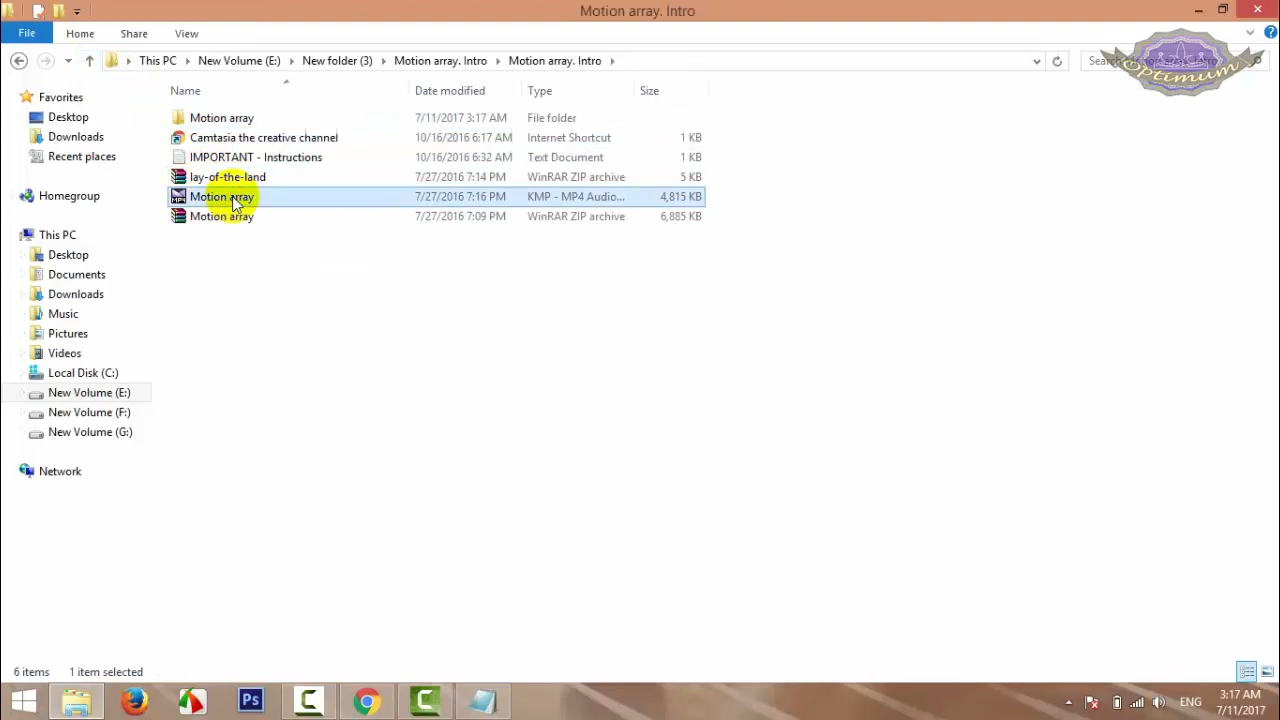 Motion array. Intro
File Home Share View
This PC New Volume (E:) New folder (3) Motion array. Intro Motion array. Intro
Optimum
Name Date modified Type Size
Favorites
Desktop
Downloads
Recent places
Homegroup
This PC
Desktop
Documents
Downloads
Music
Pictures
Videos
Local Disk (C:)
New Volume (E:)
New Volume (F:)
New Volume (G:)
Network
Motion array 7/11/2017 3:17 AM File folder
Camtasia the creative channel 10/16/2016 6:17 AM Internet Shortcut 1 KB
IMPORTANT - Instructions 10/16/2016 6:32 AM Text Document 1 KB
lay-of-the-land 7/27/2016 7:14 PM WinRAR ZIP archive 5 KB
Motion array 7/27/2016 7:16 PM KMP - MP4 Audio... 4,815 KB
Motion array 7/27/2016 7:09 PM WinRAR ZIP archive 6,885 KB
6 items 1 item selected
Ps
ENG
3:17 AM
7/11/2017